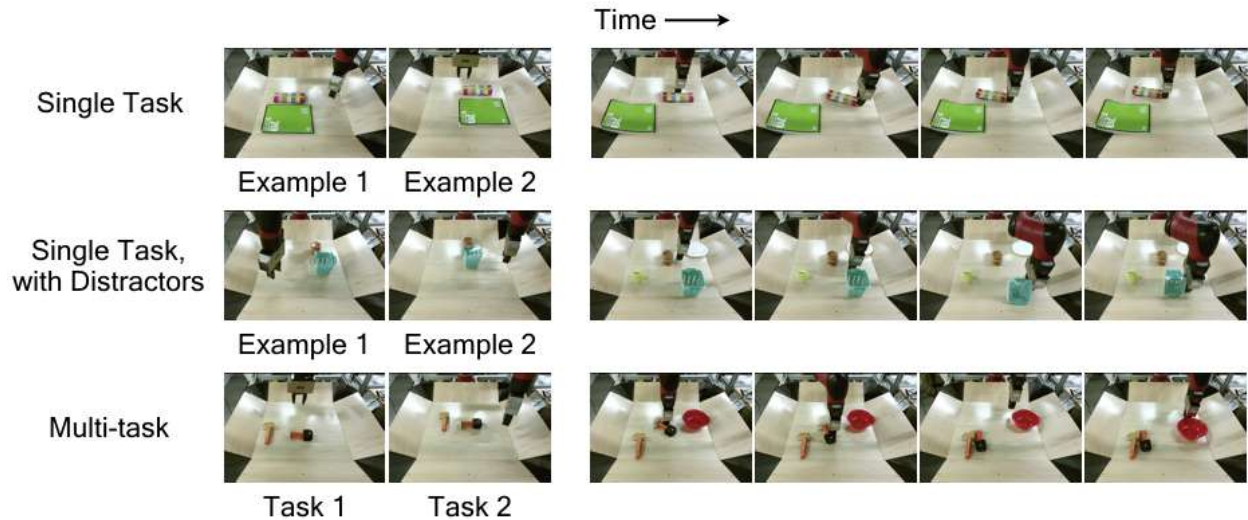 Time
Single Task
Example 1
Example 2
Single Task,
with Distractors
Example 1
Example 2
Multi-task
Task 1
Task 2